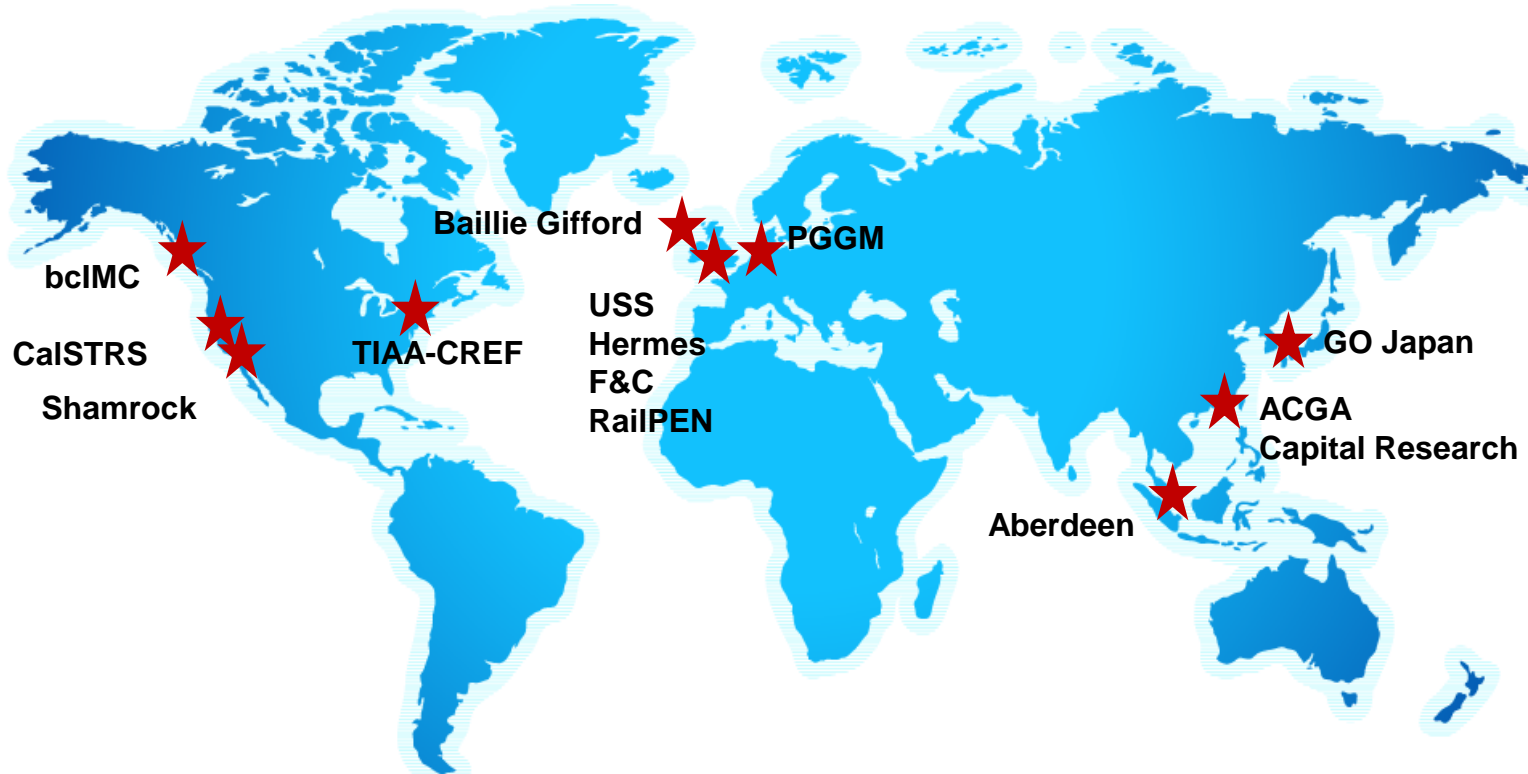 Baillie Gifford
PGGM
bcIMC
USS
Hermes
F&C
RailPEN
CalSTRS
TIAA-CREF
GO Japan
Shamrock
ACGA
Capital Research
Aberdeen